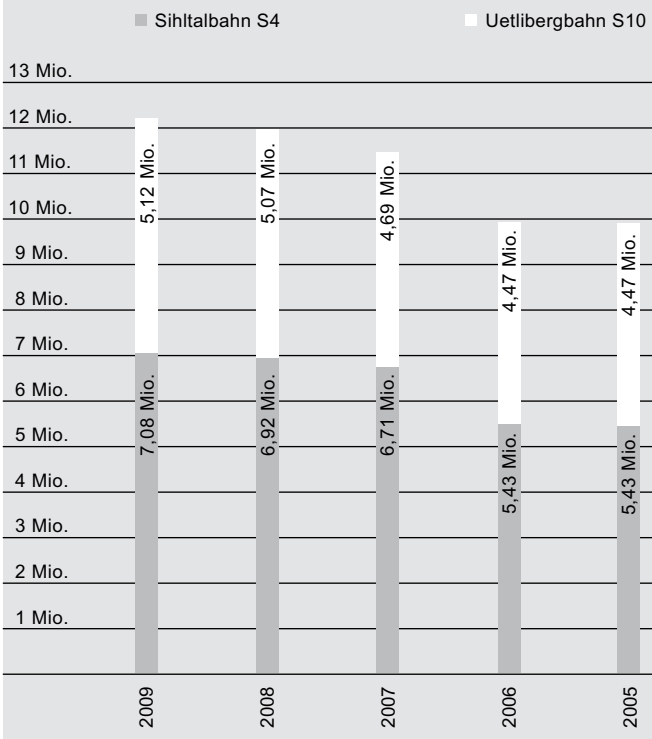 Sihltalbahn S4
Uetlibergbahn S10
13 Mio.
12 Mio.
11 Mio.
10 Mio.
9 Mio.
8 Mio.
7 Mio.
6 Mio.
5 Mio.
4 Mio.
3 Mio.
2 Mio.
1 Mio.
5,12 Mio.
5,07 Mio.
4,69 Mio.
4,47 Mio.
4,47 Mio.
7,08 Mio.
6,92 Mio.
6,71 Mio.
5,43 Mio.
5,43 Mio.
2009
2008
2007
2006
2005